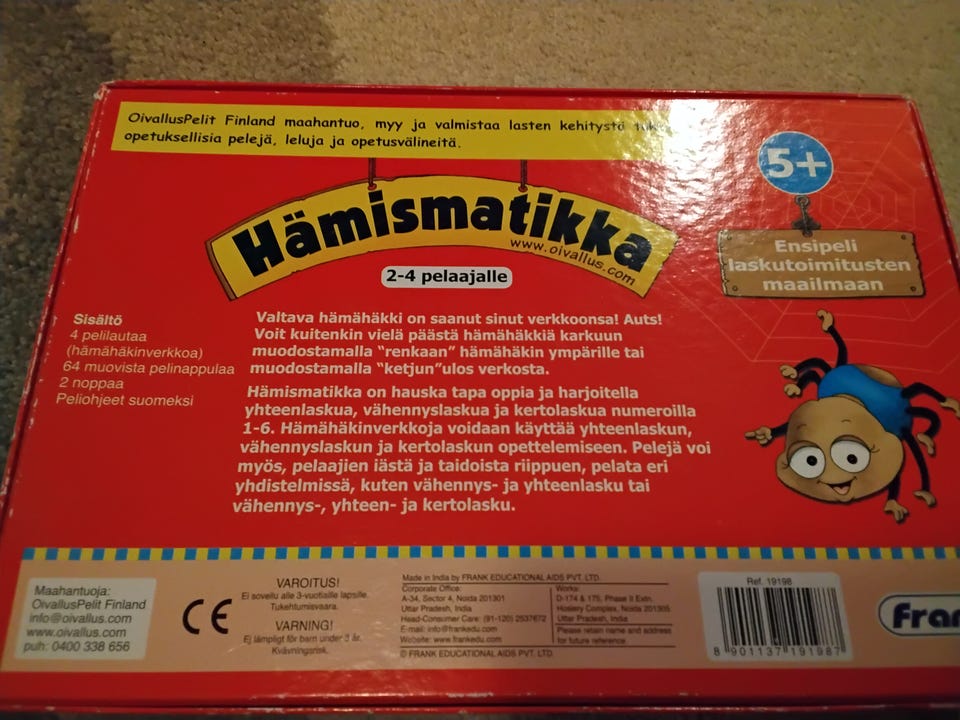 OivallusPelit Finland maahantuo, myy ja valmistaa lasten kehitystä
opetuksellisia pelejä, leluja ja opetusvälineitä.
5+
Hämismatikka
www.oivallus.com
2-4 pelaajalle
Ensipeli
laskutoimitusten
maailmaan
Sisältö
4 pelilautaa
(hämähäkinverkkoa)
64 muovista pelinappulaa
2 noppaa
Peliohjeet suomeksi
Valtava hämähäkki on saanut sinut verkkoonsa! Auts!
Voit kuitenkin vielä päästä hämähäkkiä karkuun
muodostamalla "renkaan" hämähäkin ympärille tai
muodostamalla "ketjun"ulos verkosta.
Hämismatikka on hauska tapa oppia ja harjoitella
yhteenlaskua, vähennyslaskua ja kertolaskua numeroilla
1-6. Hämähäkinverkkoja voidaan käyttää yhteenlaskun,
vähennyslaskun ja kertolaskun opettelemiseen. Pelejä voi
myös, pelaajien iästä ja taidoista riippuen, pelata eri
yhdistelmissä, kuten vähennys- ja yhteenlasku tai
vähennys-, yhteen- ja kertolasku.
Maahantuoja:
OivallusPelit Finland
info@oivallus.com
www.oivallus.com
puh: 0400 338 656
CE
VAROITUS!
Ei sovellu alle 3-vuotiaille lapsille.
Tukehtumisvaara.
VARNING!
Ej lämpligt för barn under 3 år.
Kvävningsrisk.
Made in India by FRANK EDUCATIONAL AIDS PVT. LTD.
Corporate Office:
A-34, Sector 4, Noida 201301
Uttar Pradesh, India
Head-Consumer Care: (91-120) 2537672
E-mail: info@frankedu.com
Website: www.frankedu.com
© FRANK EDUCATIONAL AIDS PVT. LTD.
Works:
D-174 & 175, Phase II Extn.
Hosiery Complex, Noida 201305
Uttar Pradesh, India
Please retain name and address
for future reference.
Ref. 19198
8 901137 191987
Fran